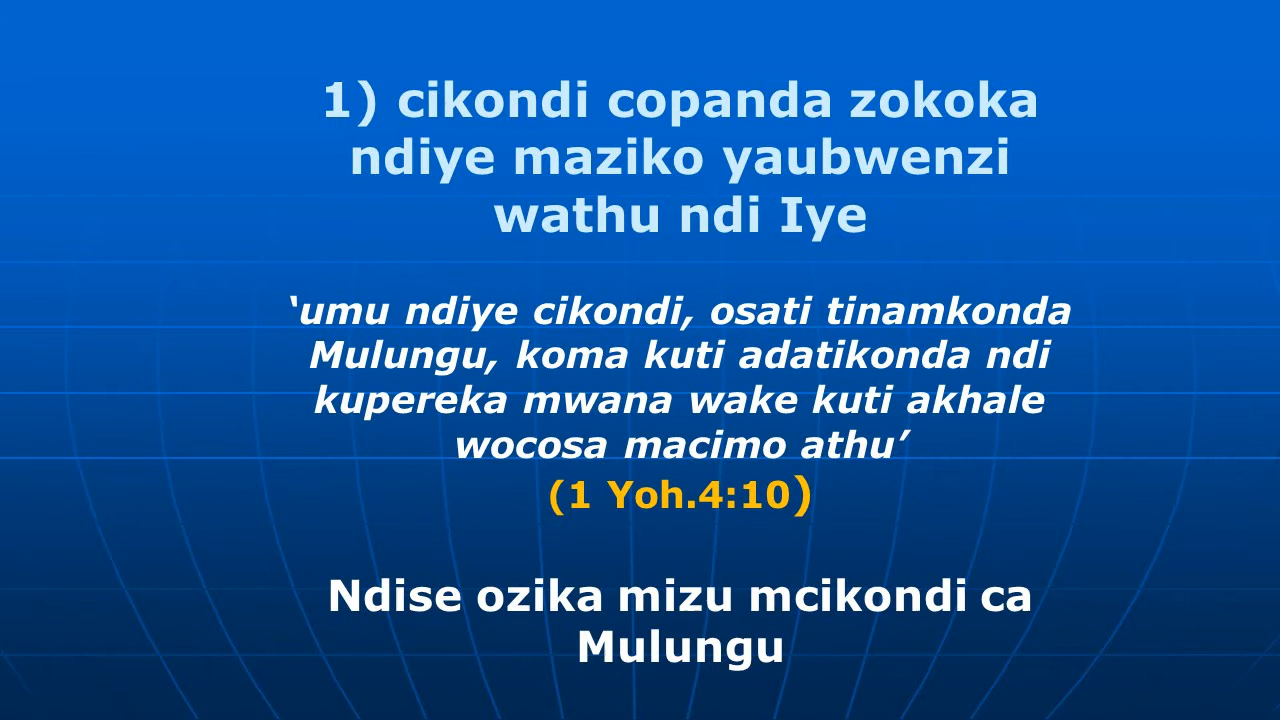 1) cikondi copanda zokoka
ndiye maziko yaubwenzi
wathu ndi Iye
‘umu ndiye cikondi, osati tinamkonda
Mulungu, koma kuti adatikonda ndi
kupereka mwana wake kuti akhale
wocosa macimo athu’
(1 Yoh.4:10)
Ndise ozika mizu mcikondi ca
Mulungu